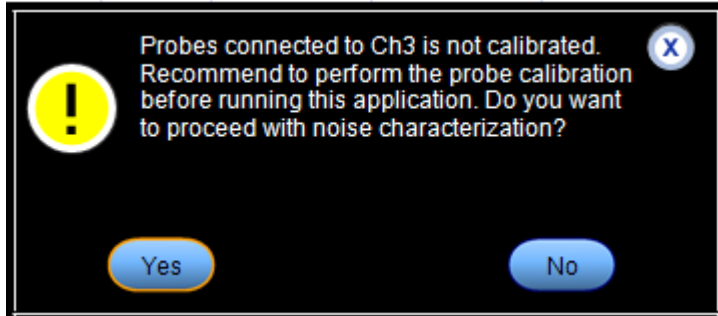 Probes connected to Ch3 is not calibrated.
Recommend to perform the probe calibration
before running this application. Do you want
to proceed with noise characterization?
X
!
Yes
No